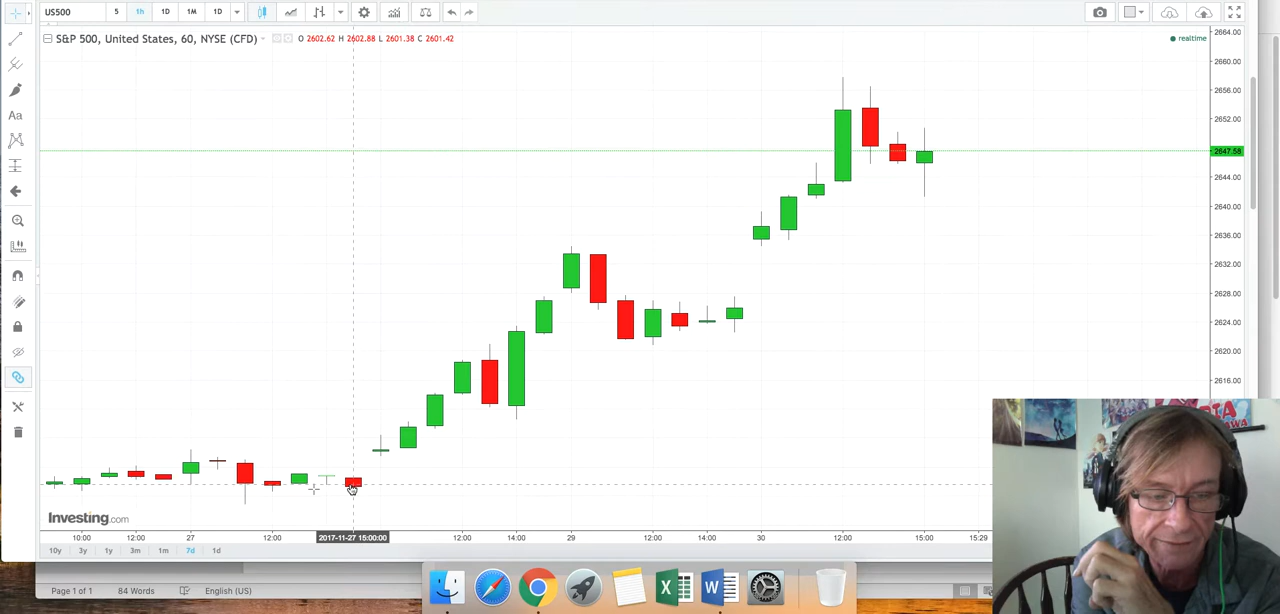 US500 5 1h 1D 1M 1D
S&P 500, United States, 60, NYSE (CFD) O 2602.62 H 2602.88 L 2601.38 C 2601.42
realtime
2664.00
2660.00
2656.00
2652.00
2647.58
2644.00
2640.00
2636.00
2632.00
2628.00
2624.00
2620.00
2616.00
Aa
Investing.com
10:00 12:00 27 12:00 2017-11-27 15:00:00 12:00 14:00 29 12:00 14:00 30 12:00 15:00 15:29
10y 3y 1y 3m 1m 7d 1d
Page 1 of 1 84 Words English (US)